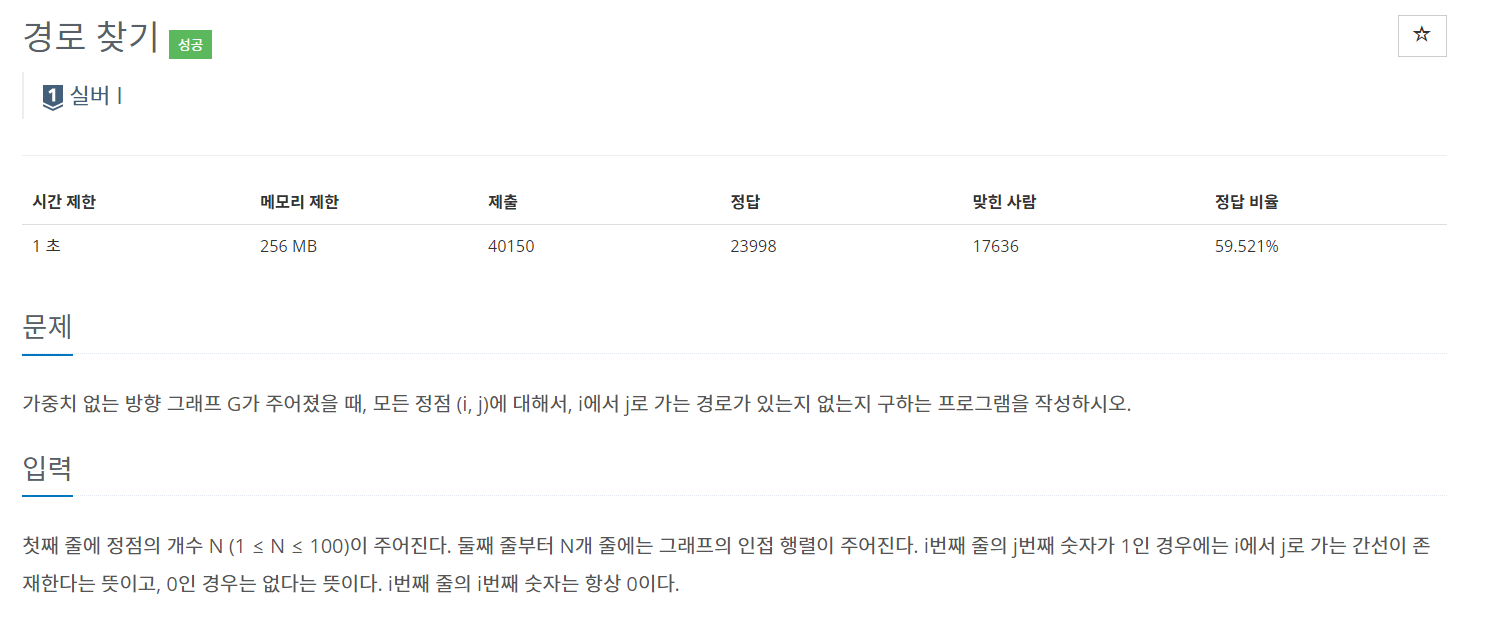 경로 찾기 성공
☆
1 실버 I
시간 제한 메모리 제한 제출 정답 맞힌 사람 정답 비율
1 초 256 MB 40150 23998 17636 59.521%
문제
가중치 없는 방향 그래프 G가 주어졌을 때, 모든 정점 (i, j)에 대해서, i에서 j로 가는 경로가 있는지 없는지 구하는 프로그램을 작성하시오.
입력
첫째 줄에 정점의 개수 N (1 ≤ N ≤ 100)이 주어진다. 둘째 줄부터 N개 줄에는 그래프의 인접 행렬이 주어진다. i번째 줄의 j번째 숫자가 1인 경우에는 i에서 j로 가는 간선이 존
재한다는 뜻이고, 0인 경우는 없다는 뜻이다. i번째 줄의 i번째 숫자는 항상 0이다.